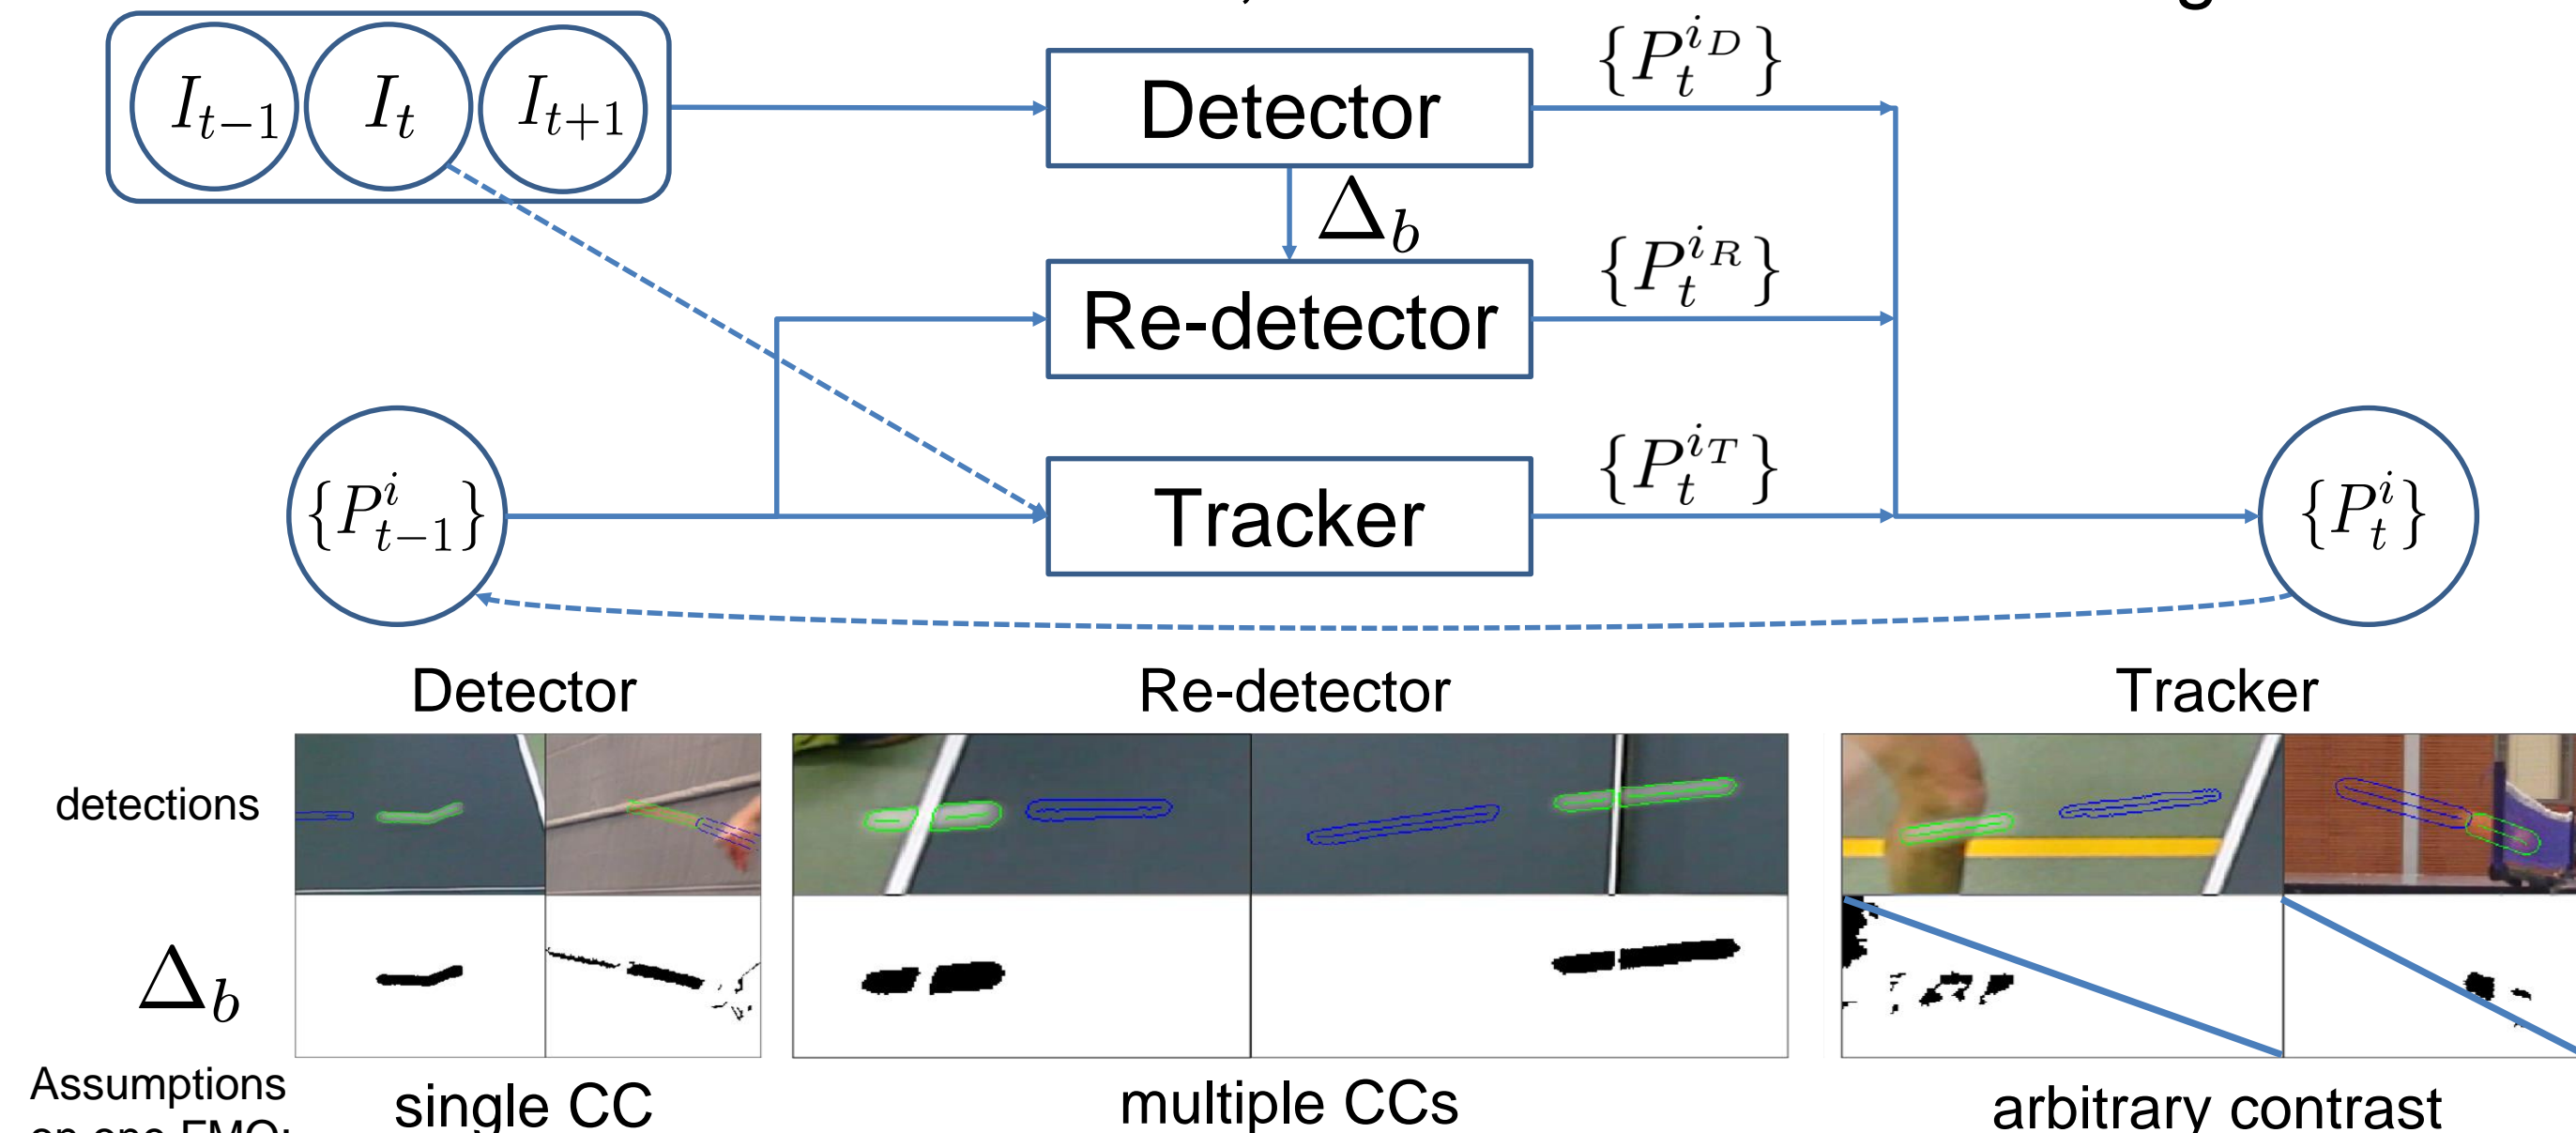 I_{t-1} I_t I_{t+1}
Detector
{P_t^{i_D}}
Δ_b
Re-detector
{P_t^{i_R}}
{P_{t-1}^i}
Tracker
{P_t^{i_T}}
{P_t^i}
Detector Re-detector Tracker
detections
Δ_b
Assumptions
single CC multiple CCs arbitrary contrast